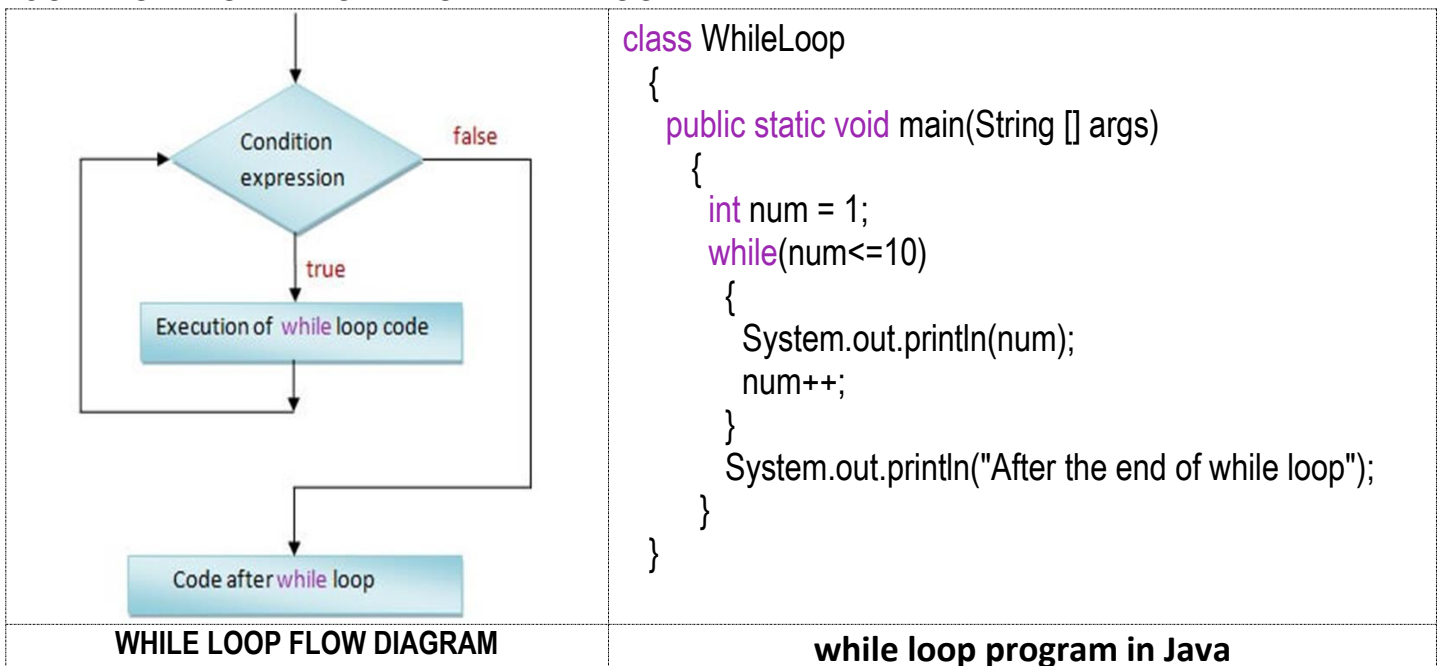 Condition
expression
false
true
Execution of while loop code
Code after while loop
WHILE LOOP FLOW DIAGRAM
class WhileLoop
{
public static void main(String [] args)
{
int num = 1;
while(num<=10)
{
System.out.println(num);
num++;
}
System.out.println("After the end of while loop");
}
}
while loop program in Java